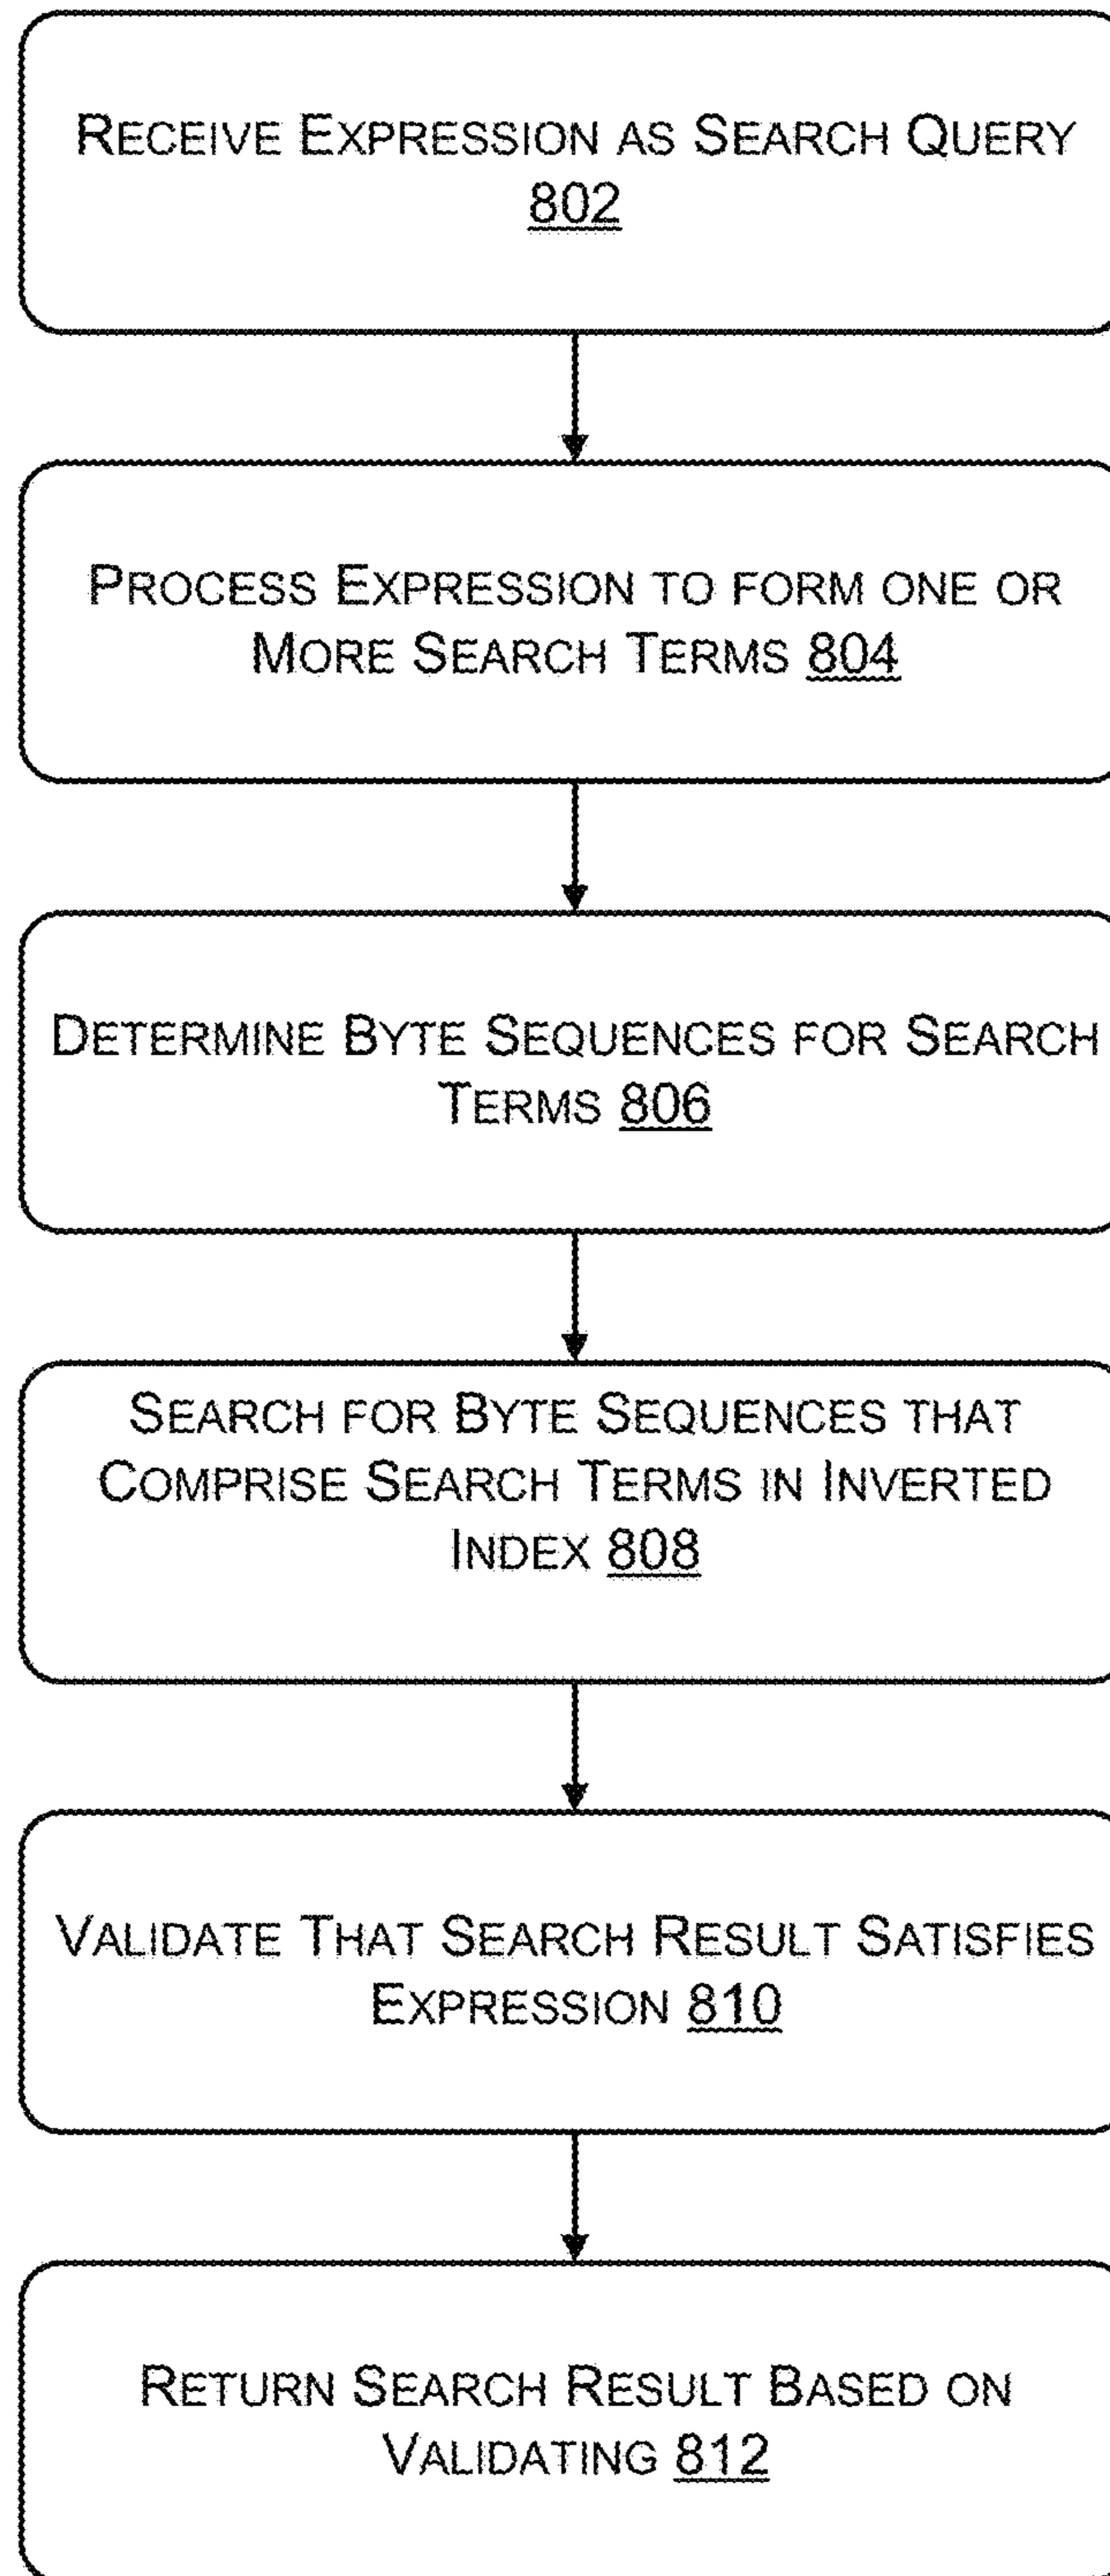 RECEIVE EXPRESSION AS SEARCH QUERY
802
PROCESS EXPRESSION TO FORM ONE OR
MORE SEARCH TERMS 804
DETERMINE BYTE SEQUENCES FOR SEARCH
TERMS 806
SEARCH FOR BYTE SEQUENCES THAT
COMPRISE SEARCH TERMS IN INVERTED
INDEX 808
VALIDATE THAT SEARCH RESULT SATISFIES
EXPRESSION 810
RETURN SEARCH RESULT BASED ON
VALIDATING 812